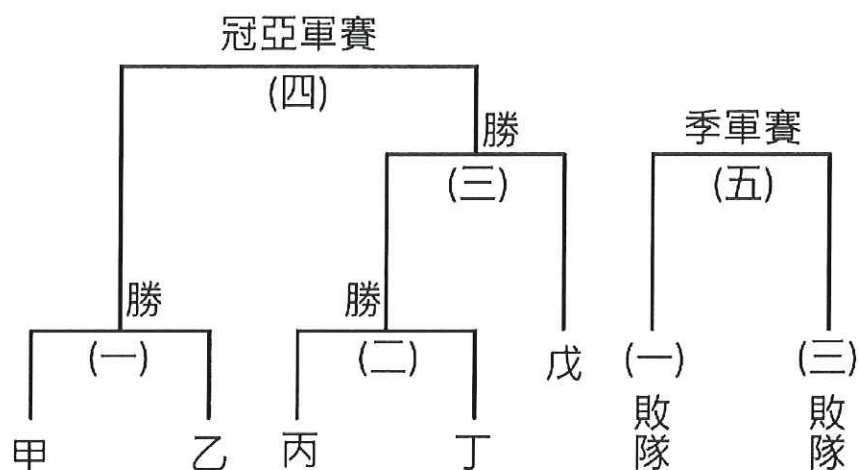 冠亞軍賽
(四)
勝
季軍賽
(三)
(五)
勝
勝
(一)
(二)
戊
(一)
敗隊
(三)
敗隊
甲
乙
丙
丁